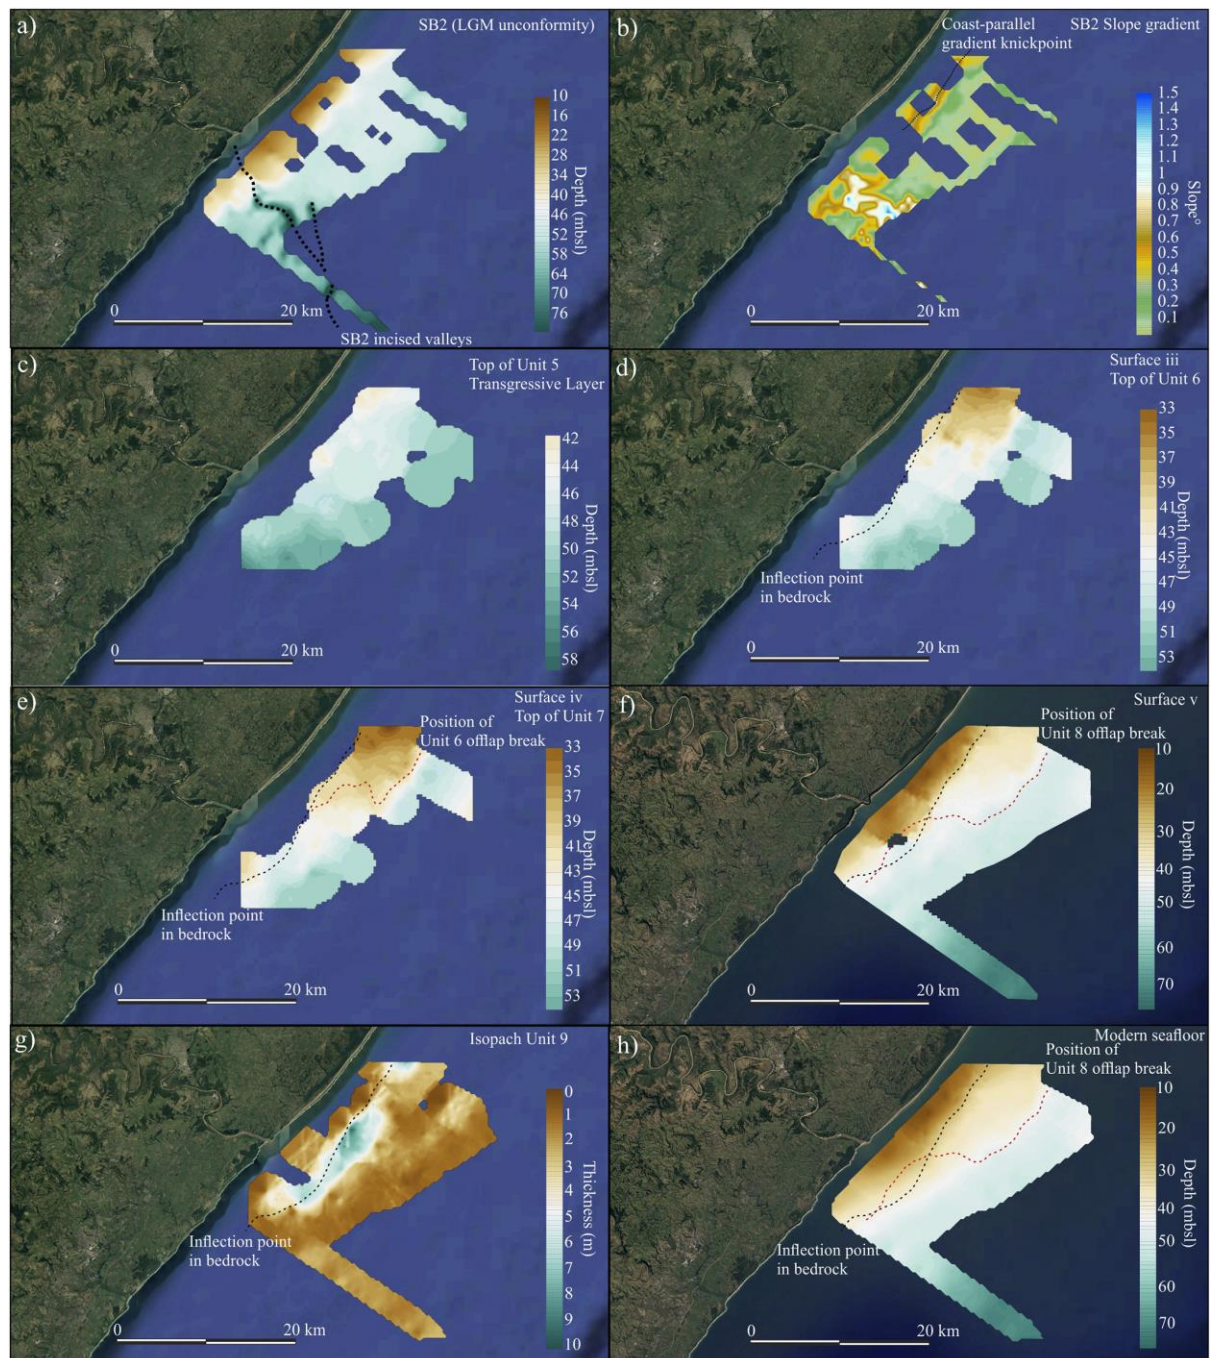 a)
SB2 (LGM unconformity)
10
16
22
28
34
40
46
52
58
64
70
76
Depth (mbsl)
0
20 km
SB2 incised valleys
b)
Coast-parallel
gradient knickpoint
SB2 Slope gradient
1.5
1.4
1.3
1.2
1.1
1
0.9
0.8
0.7
0.6
0.5
0.4
0.3
0.2
0.1
Slope°
0
20 km
c)
Top of Unit 5
Transgressive Layer
42
44
46
48
50
52
54
56
58
Depth (mbsl)
0
20 km
d)
Surface iii
Top of Unit 6
33
35
37
39
41
43
45
47
49
51
53
Depth (mbsl)
Inflection point
in bedrock
0
20 km
e)
Surface iv
Top of Unit 7
Position of
Unit 6 offlap break
33
35
37
39
41
43
45
47
49
51
53
Depth (mbsl)
Inflection point
in bedrock
0
20 km
f)
Surface v
Position of
Unit 8 offlap break
10
20
30
40
50
60
70
Depth (mbsl)
0
20 km
g)
Isopach Unit 9
0
1
2
3
4
5
6
7
8
9
10
Thickness (m)
Inflection point
in bedrock
0
20 km
h)
Modern seafloor
Position of
Unit 8 offlap break
10
20
30
40
50
60
70
Depth (mbsl)
Inflection point
in bedrock
0
20 km